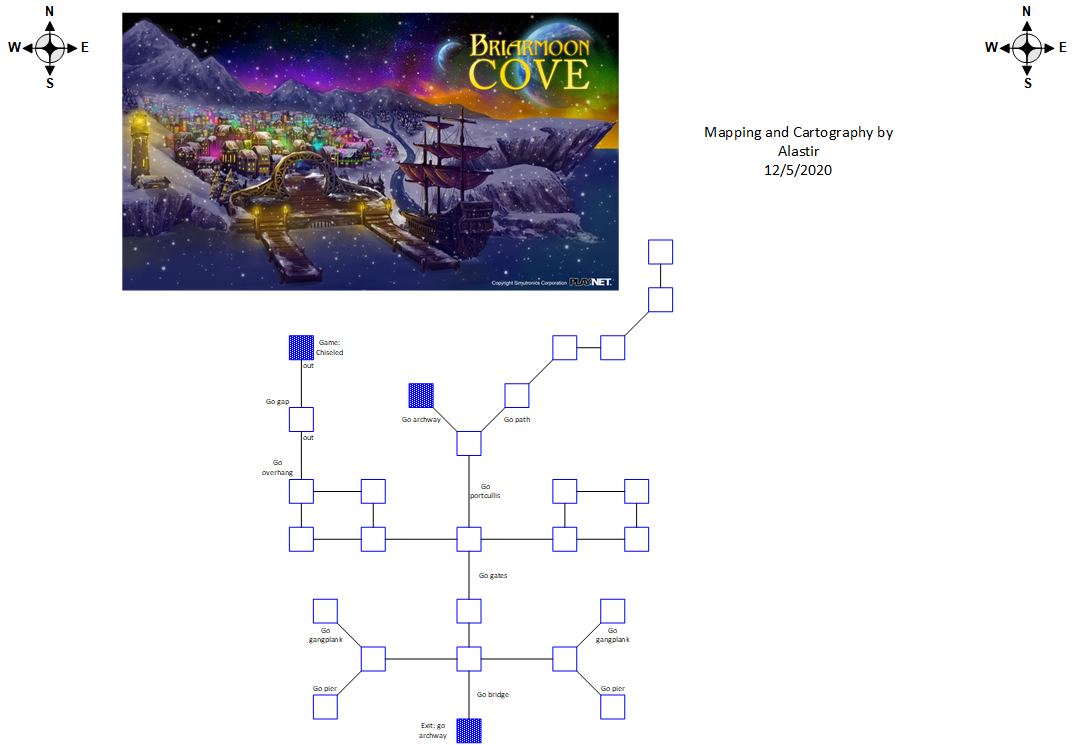 N
W E
S
N
W E
S
BRIARMOON
COVE
Copyright Simutronics Corporation PLAY.NET
Mapping and Cartography by
Alastir
12/5/2020
Game:
Chiseled
out
Go gap
out
Go
overhang
Go archway
Go path
Go
portcullis
Go gates
Go
gangplank
Go
gangplank
Go pier
Go pier
Go bridge
Exit: go
archway